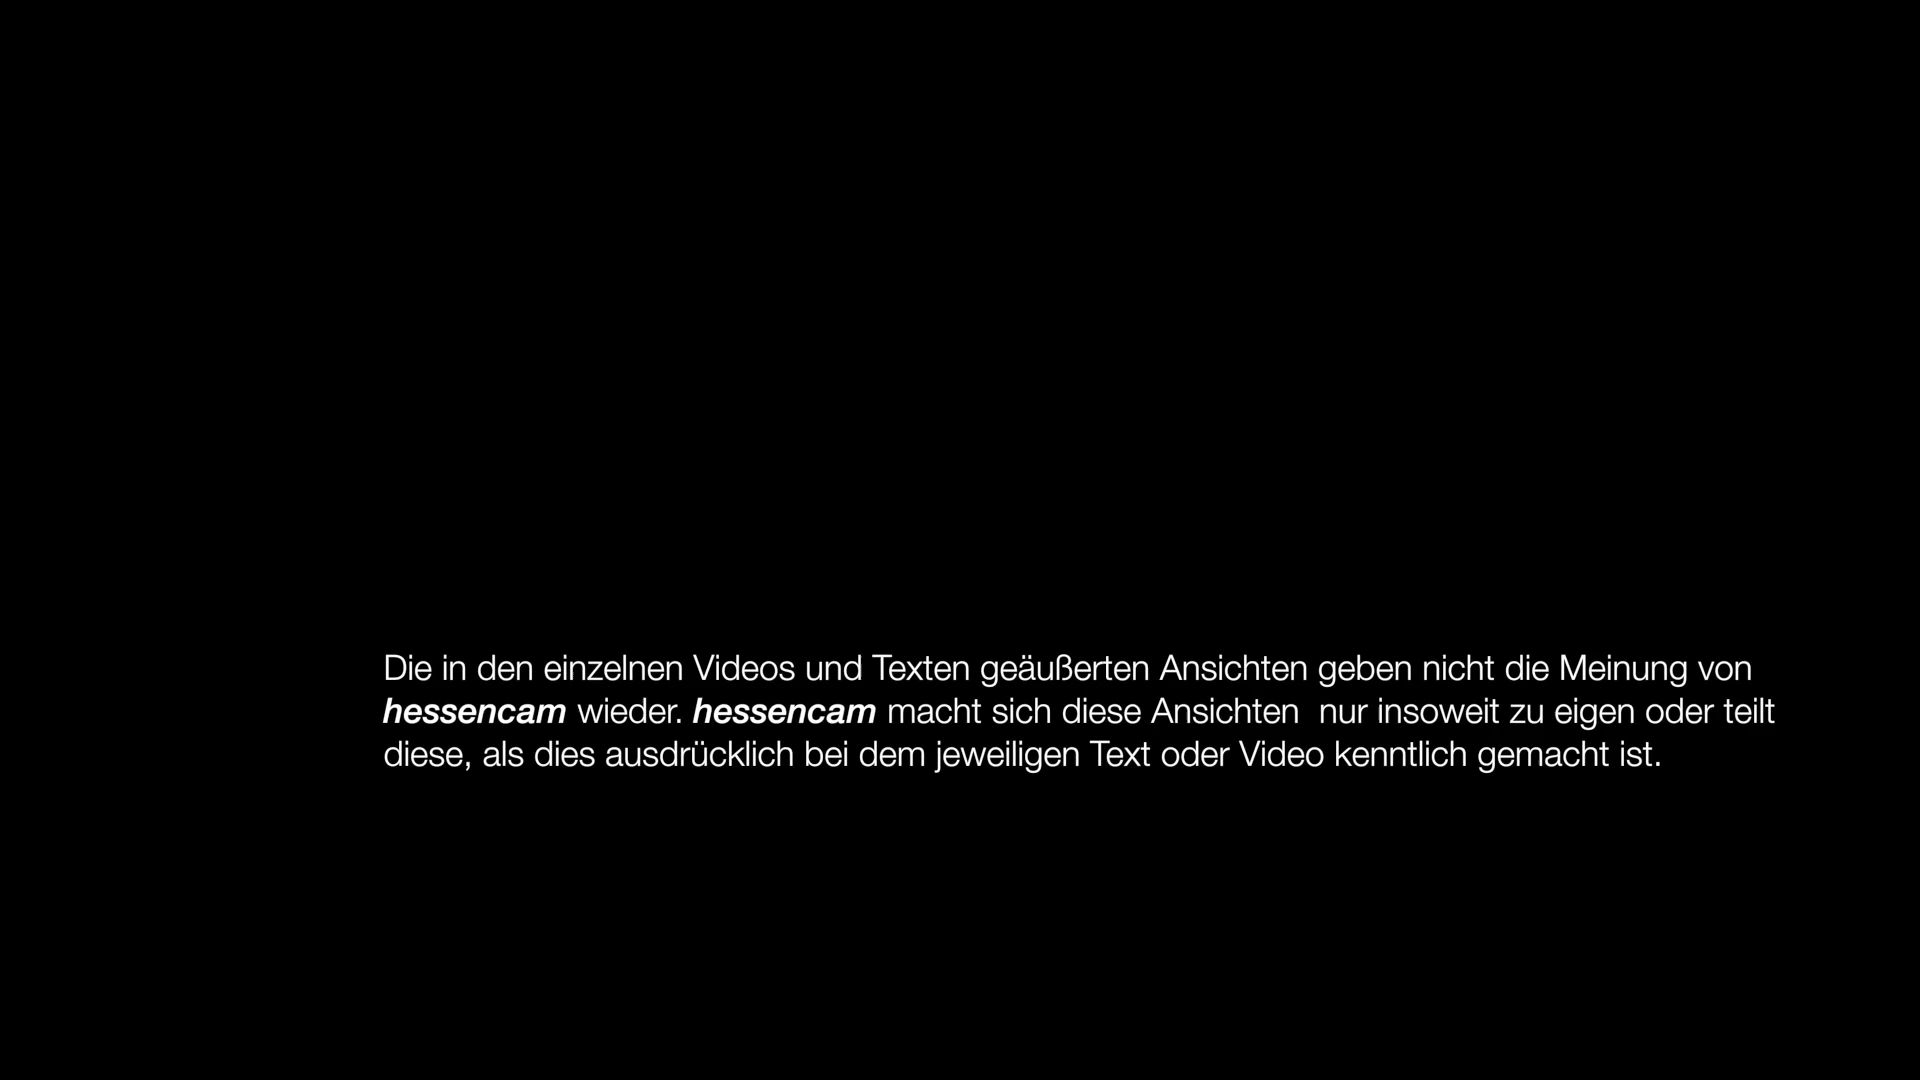 Die in den einzelnen Videos und Texten geäußerten Ansichten geben nicht die Meinung von
hessencam wieder. hessencam macht sich diese Ansichten  nur insoweit zu eigen oder teilt
diese, als dies ausdrücklich bei dem jeweiligen Text oder Video kenntlich gemacht ist.